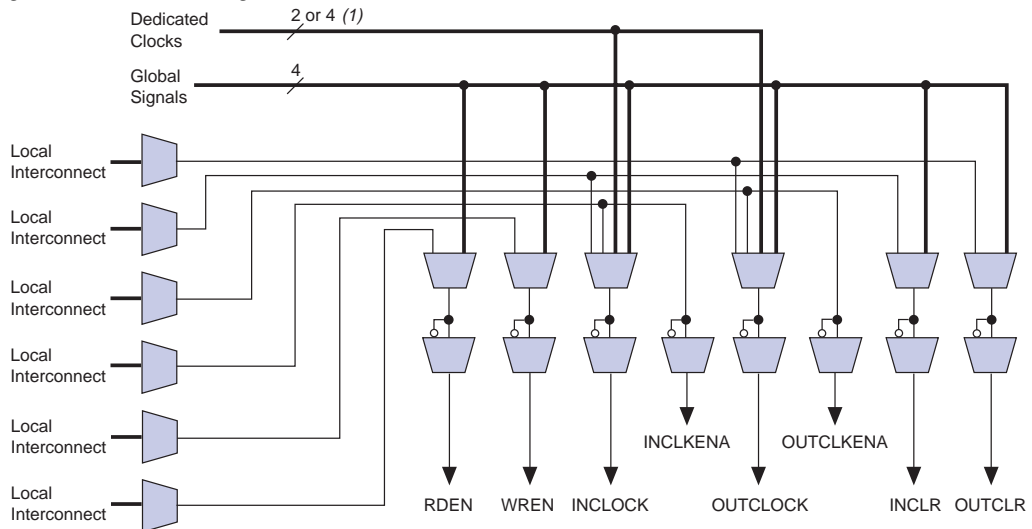 Dedicated
Clocks
2 or 4 (1)
Global
Signals
4
Local
Interconnect
Local
Interconnect
Local
Interconnect
Local
Interconnect
Local
Interconnect
Local
Interconnect
INCLKENA
OUTCLKENA
RDEN
WREN
INCLOCK
OUTCLOCK
INCLR
OUTCLR